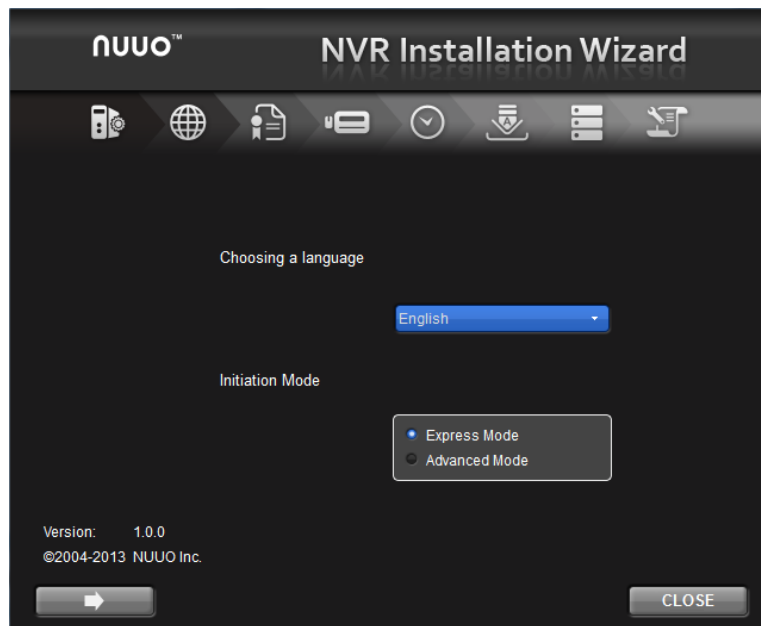 NUUO™
NVR Installation Wizard
Choosing a language
English
Initiation Mode
Express Mode
Advanced Mode
Version: 1.0.0
©2004-2013 NUUO Inc.
CLOSE